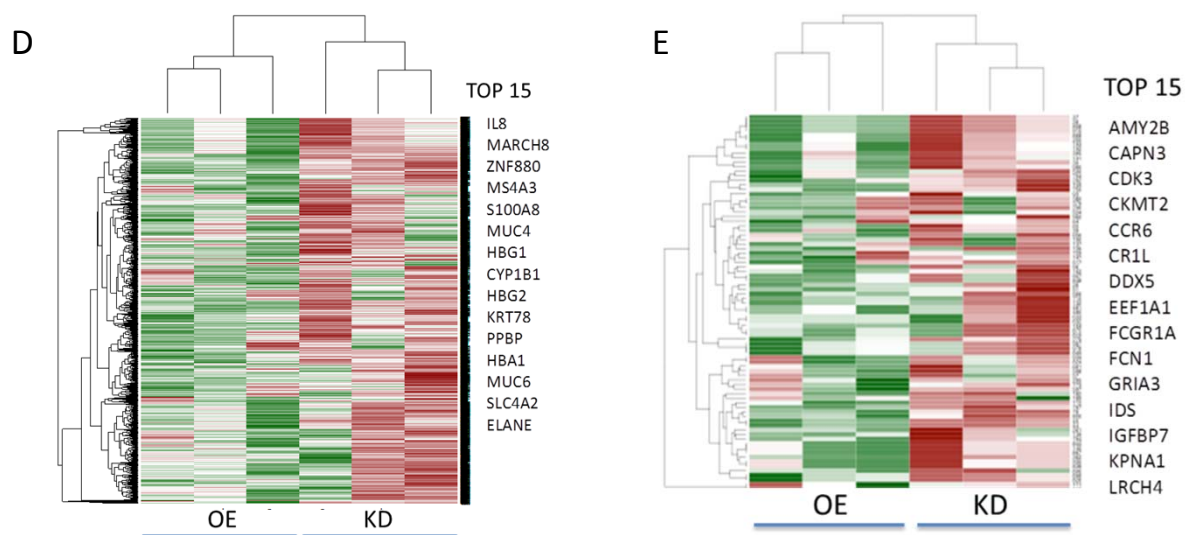 D
TOP 15
IL8
MARCH8
ZNF880
MS4A3
S100A8
MUC4
HBG1
CYP1B1
HBG2
KRT78
PPBP
HBA1
MUC6
SLC4A2
ELANE
OE
KD
E
TOP 15
AMY2B
CAPN3
CDK3
CKMT2
CCR6
CR1L
DDX5
EEF1A1
FCGR1A
FCN1
GRIA3
IDS
IGFBP7
KPNA1
LRCH4
OE
KD